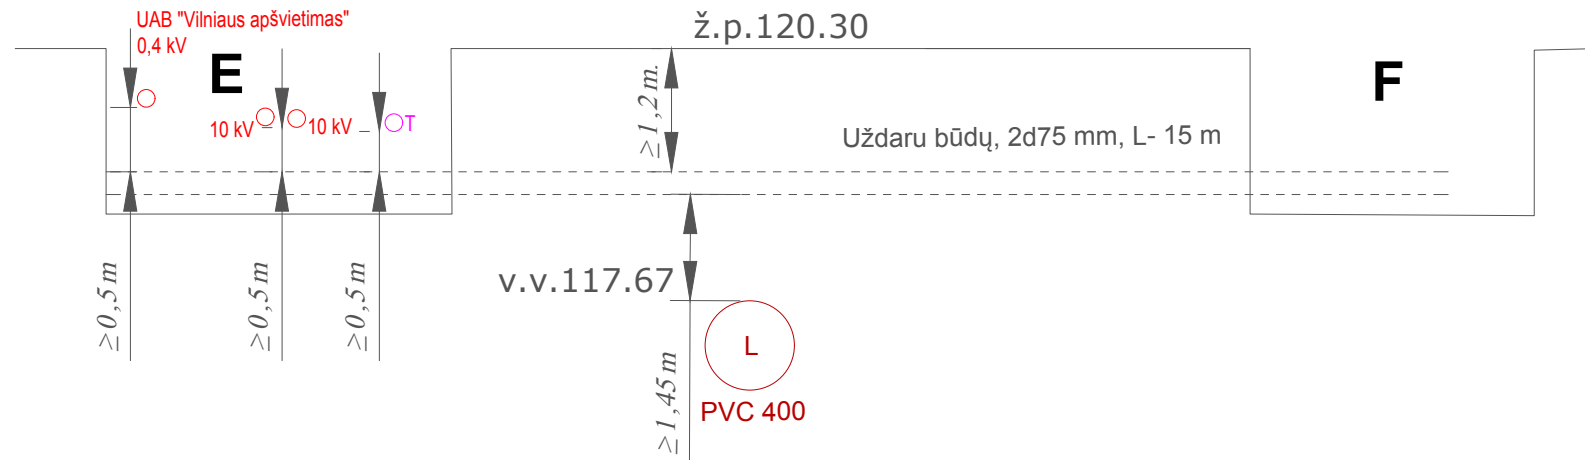 UAB "Vilniaus apšvietimas"
0,4 kV
ž.p.120.30
E
F
10 kV
10 kV
T
≥1,2 m.
Uždaru būdų, 2d75 mm, L- 15 m
≥0,5 m
≥0,5 m
≥0,5 m
v.v.117.67
L
≥1,45 m
PVC 400